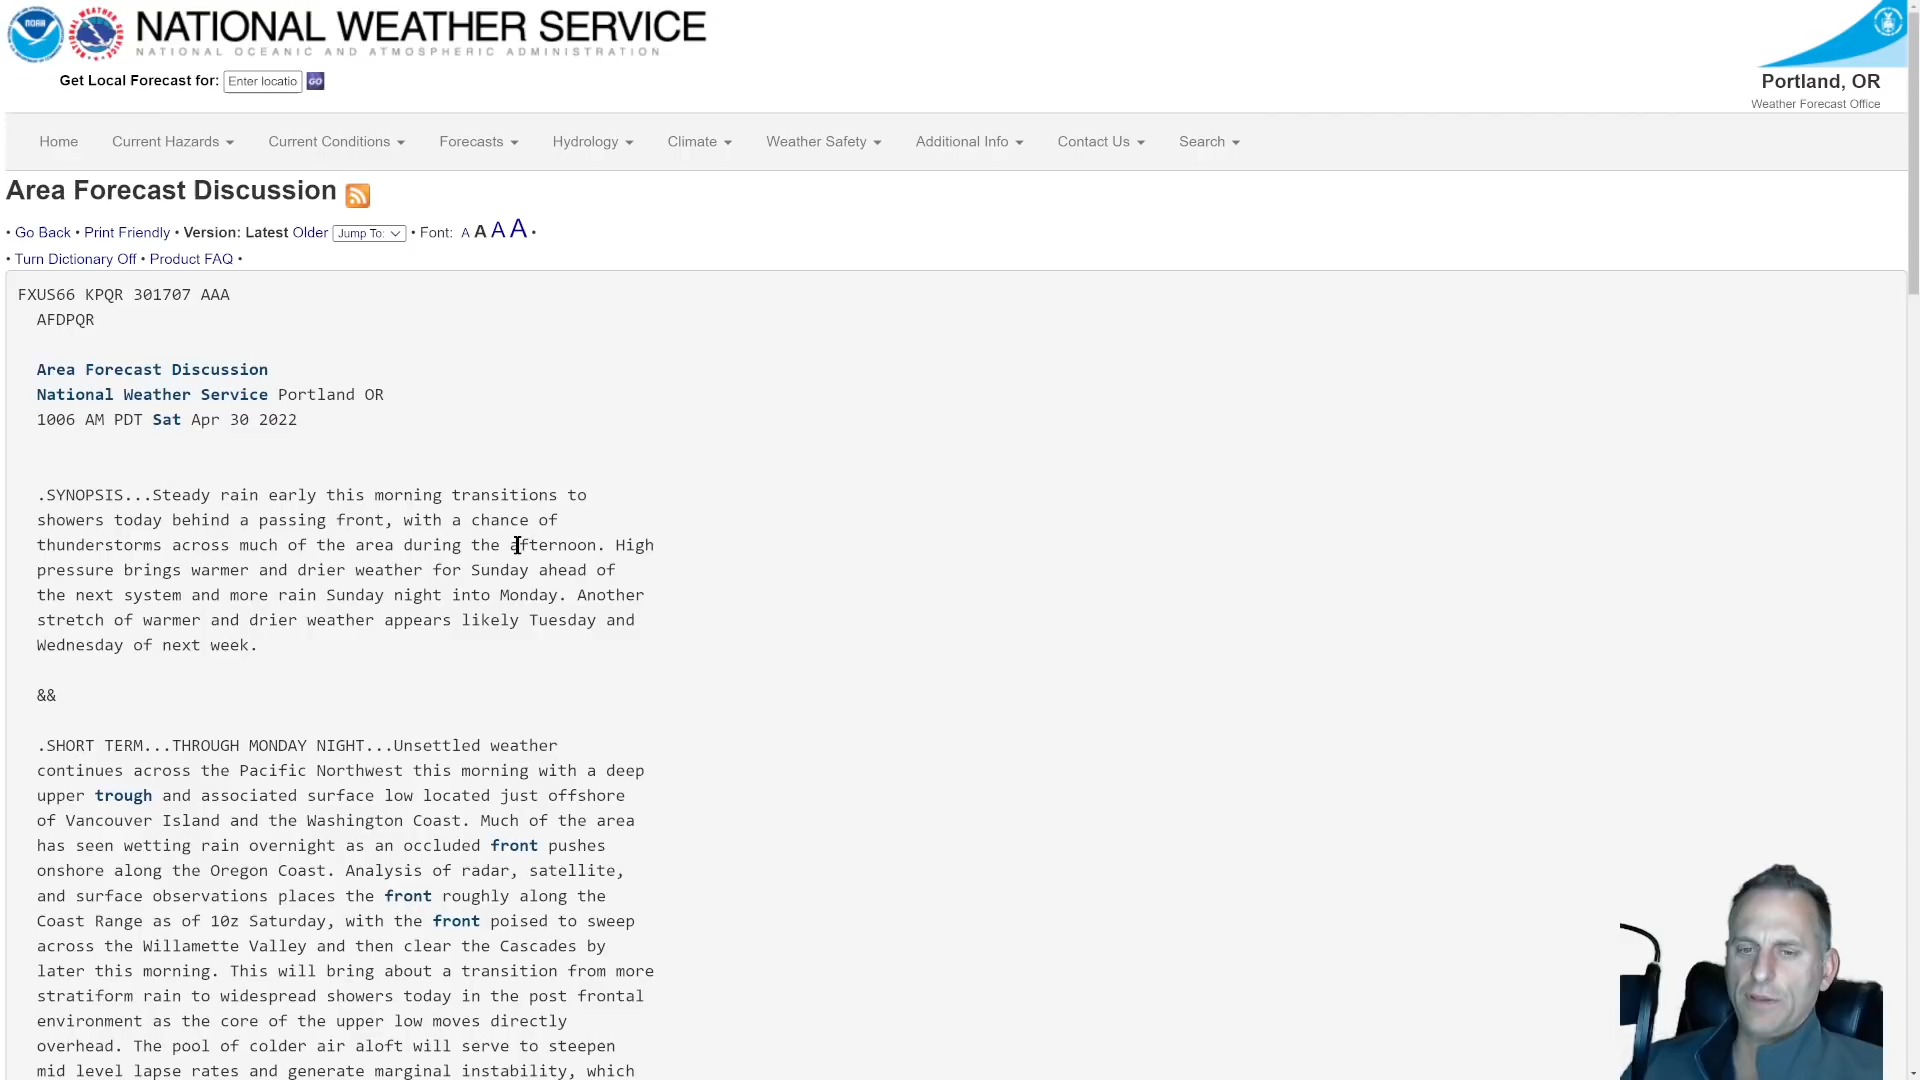 NATIONAL WEATHER SERVICE
NATIONAL OCEANIC AND ATMOSPHERIC ADMINISTRATION
Get Local Forecast for: Enter locatio GO
Portland, OR
Weather Forecast Office
Home Current Hazards Current Conditions Forecasts Hydrology Climate Weather Safety Additional Info Contact Us Search
Area Forecast Discussion
• Go Back • Print Friendly • Version: Latest Older Jump To: • Font: A A A A •
• Turn Dictionary Off • Product FAQ •
FXUS66 KPQR 301707 AAA
AFDPQR
Area Forecast Discussion
National Weather Service Portland OR
1006 AM PDT Sat Apr 30 2022
.SYNOPSIS...Steady rain early this morning transitions to
showers today behind a passing front, with a chance of
thunderstorms across much of the area during the afternoon. High
pressure brings warmer and drier weather for Sunday ahead of
the next system and more rain Sunday night into Monday. Another
stretch of warmer and drier weather appears likely Tuesday and
Wednesday of next week.
&&
.SHORT TERM...THROUGH MONDAY NIGHT...Unsettled weather
continues across the Pacific Northwest this morning with a deep
upper trough and associated surface low located just offshore
of Vancouver Island and the Washington Coast. Much of the area
has seen wetting rain overnight as an occluded front pushes
onshore along the Oregon Coast. Analysis of radar, satellite,
and surface observations places the front roughly along the
Coast Range as of 10z Saturday, with the front poised to sweep
across the Willamette Valley and then clear the Cascades by
later this morning. This will bring about a transition from more
stratiform rain to widespread showers today in the post frontal
environment as the core of the upper low moves directly
overhead. The pool of colder air aloft will serve to steepen
mid level lapse rates and generate marginal instability, which